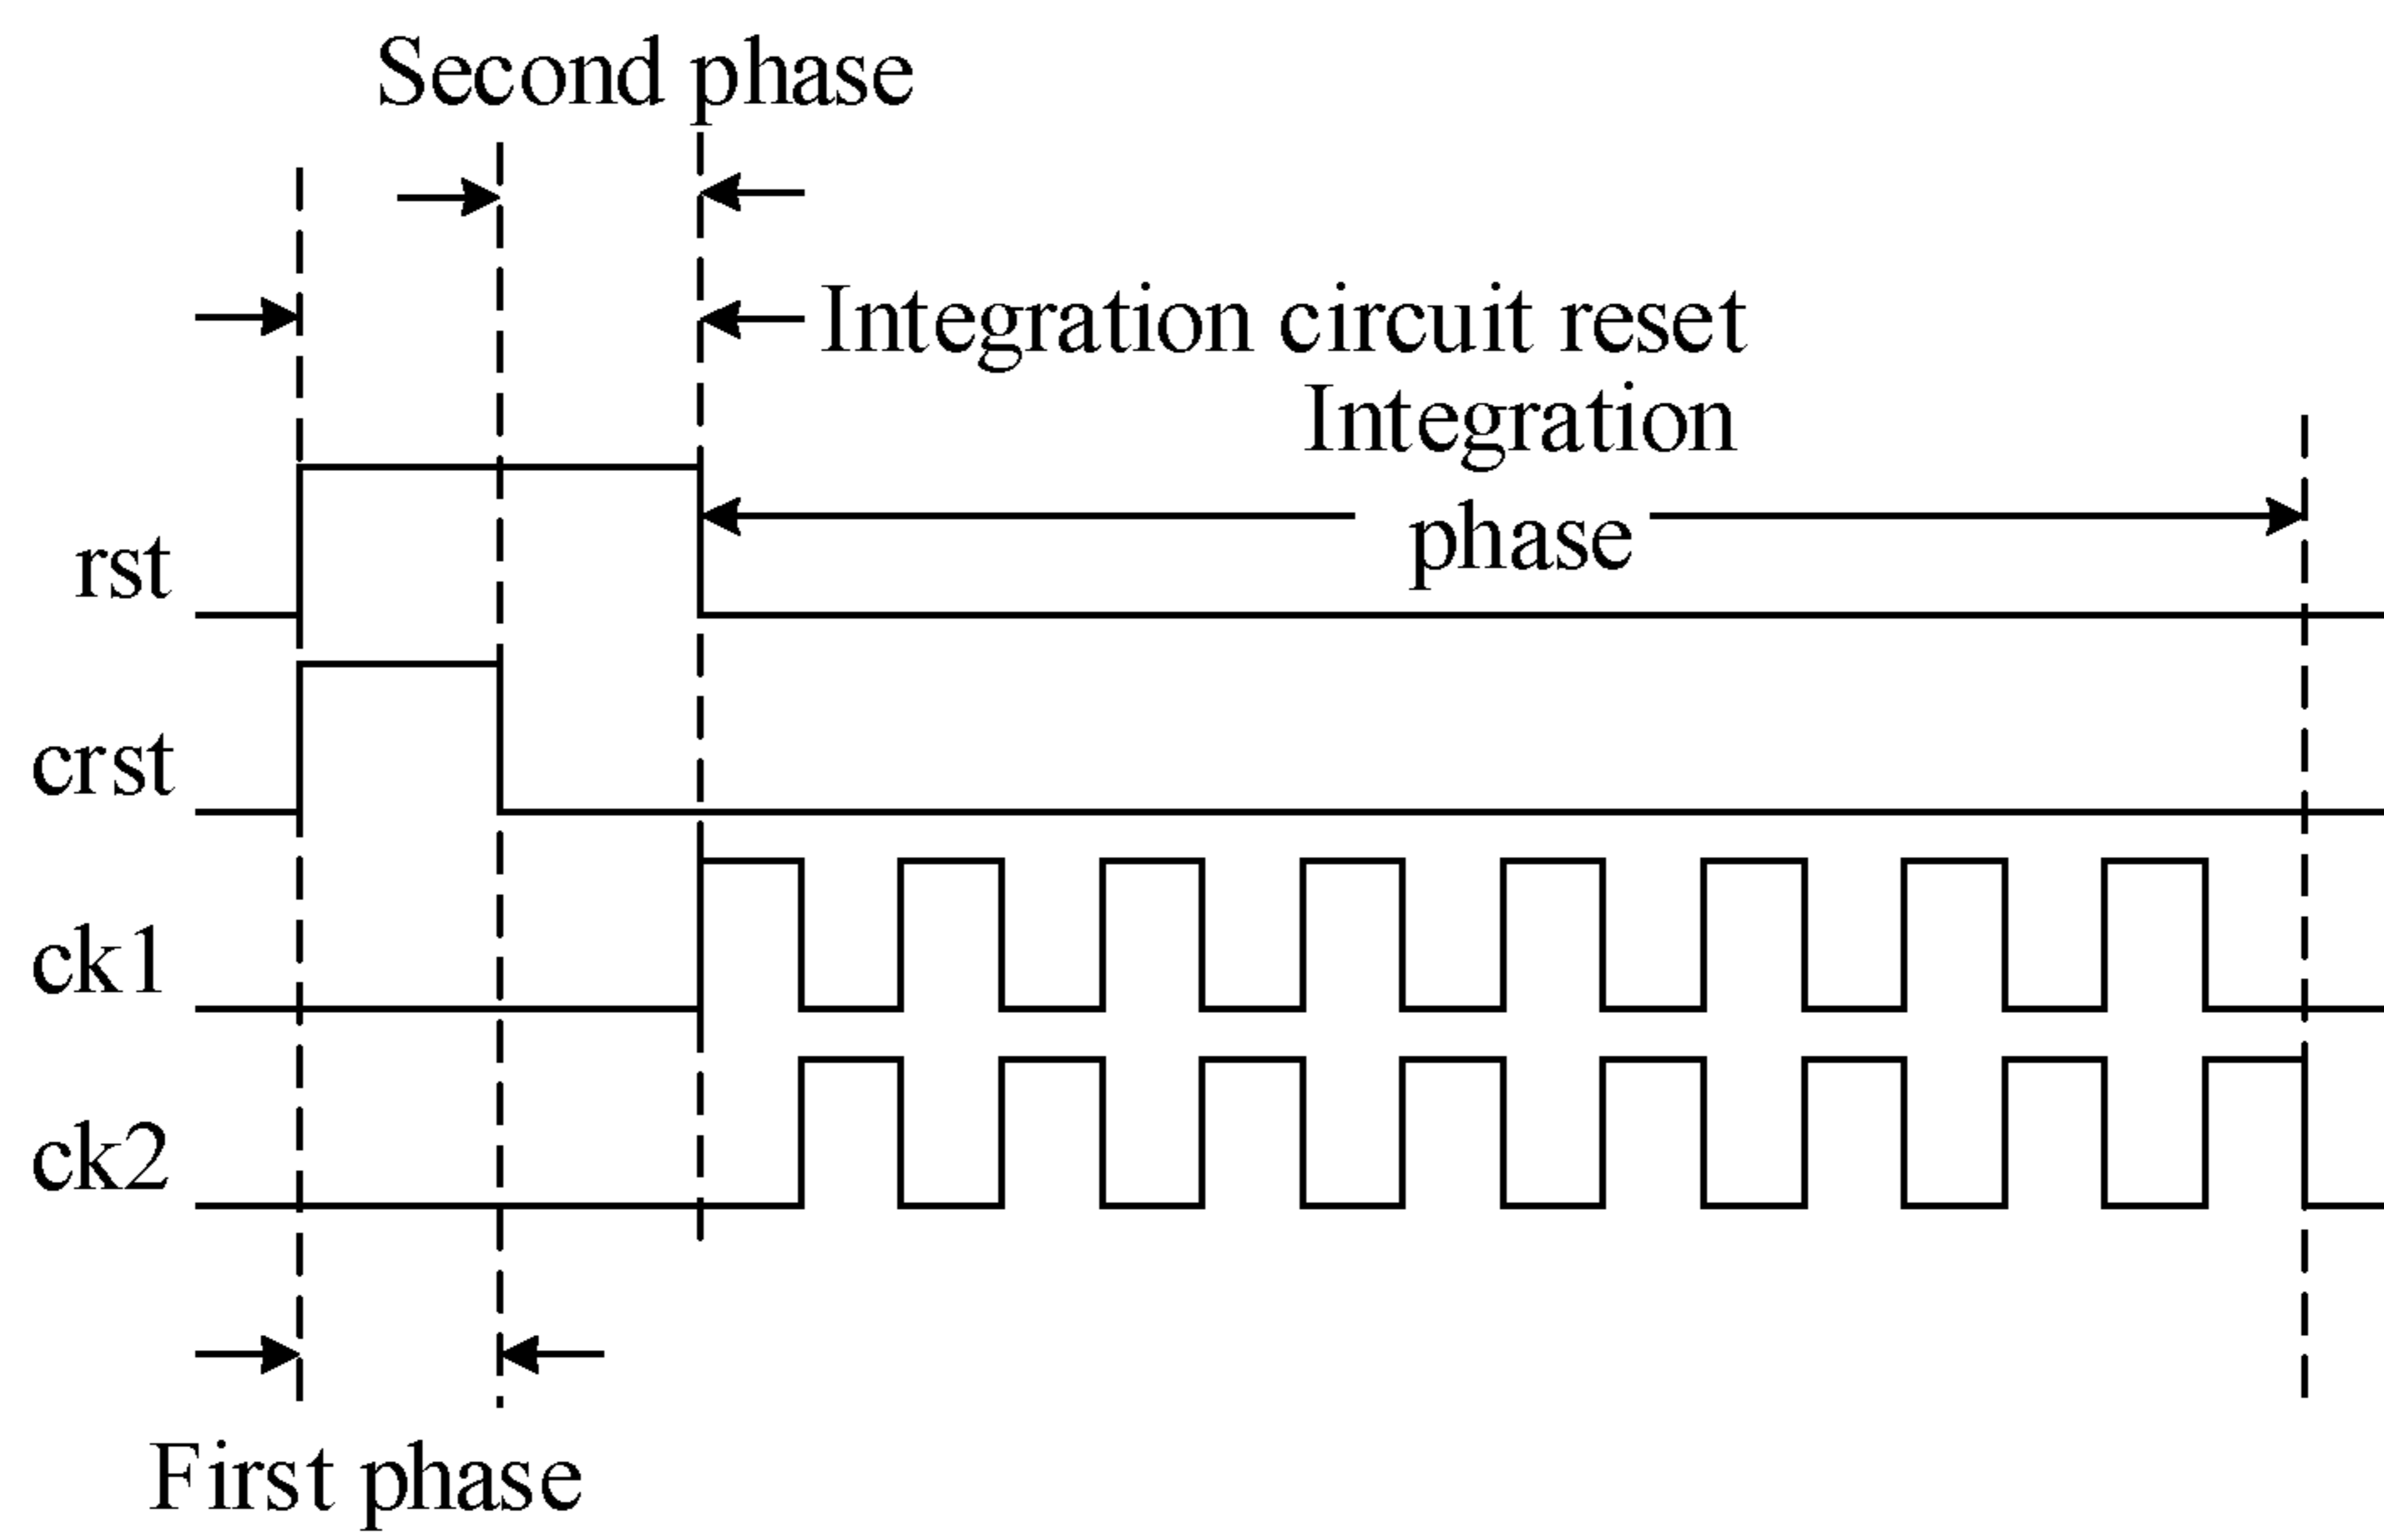 Second phase
Integration circuit reset
Integration
phase
rst
crst
ck1
ck2
First phase